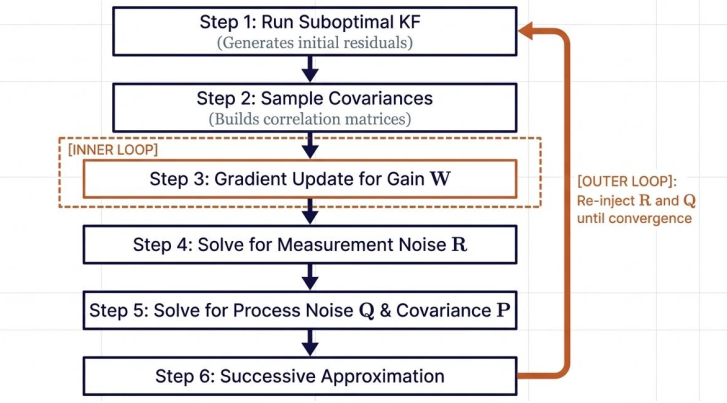 Step 1: Run Suboptimal KF
(Generates initial residuals)
Step 2: Sample Covariances
(Builds correlation matrices)
[INNER LOOP]
Step 3: Gradient Update for Gain W
Step 4: Solve for Measurement Noise R
Step 5: Solve for Process Noise Q & Covariance P
Step 6: Successive Approximation
[OUTER LOOP]:
Re-inject R and Q
until convergence